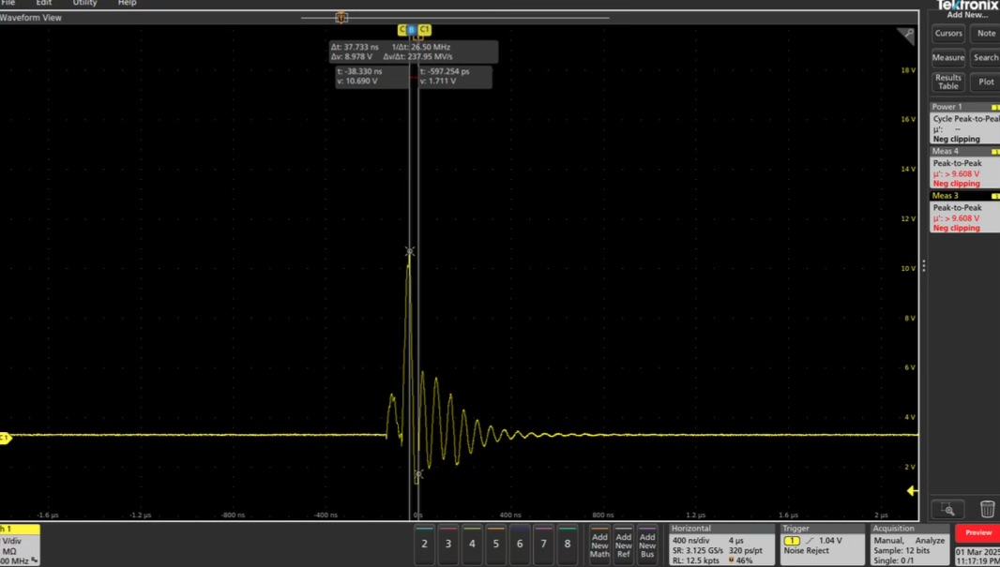 File Edit Utility Help
Tektronix
Waveform View
Add New...
C B C1
Δt: 37.733 ns 1/Δt: 26.50 MHz
Δv: 8.978 V Δv/Δt: 237.95 MV/s
t: -38.330 ns
v: 10.690 V
t: -597.254 ps
v: 1.711 V
Cursors Note
Measure Search
Results
Table
Plot
18 V
16 V
14 V
12 V
10 V
8 V
6 V
4 V
2 V
Power 1
Cycle Peak-to-Peak
µ': --
Neg clipping
Meas 4
Peak-to-Peak
µ': > 9.608 V
Neg clipping
Meas 3
Peak-to-Peak
µ': > 9.608 V
Neg clipping
C1
-1.6 µs -1.2 µs -800 ns -400 ns 0s 400 ns 800 ns 1.2 µs 1.6 µs 2 µs
h 1
V/div
MΩ
00 MHz
2 3 4 5 6 7 8
Add
New
Math
Add
New
Ref
Add
New
Bus
Horizontal
400 ns/div 4 µs
SR: 3.125 GS/s 320 ps/pt
RL: 12.5 kpts 46%
Trigger
1 1.04 V
Noise Reject
Acquisition
Manual, Analyze
Sample: 12 bits
Single: 0 /1
Preview
01 Mar 2025
11:17:19 PM